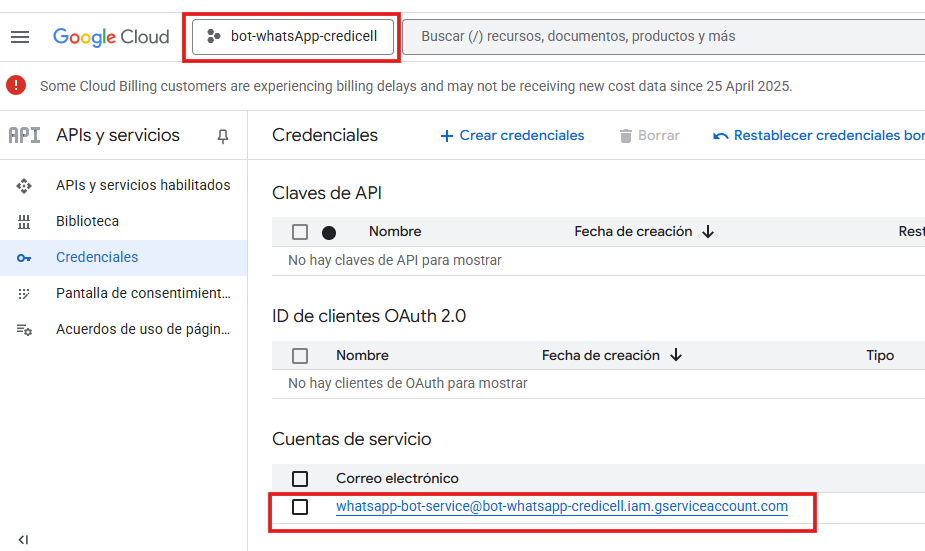 Google Cloud
bot-whatsApp-credicell
Buscar (/) recursos, documentos, productos y más
Some Cloud Billing customers are experiencing billing delays and may not be receiving new cost data since 25 April 2025.
API
APIs y servicios
Credenciales
Crear credenciales
Borrar
Restablecer credenciales bor
APIs y servicios habilitados
Biblioteca
Credenciales
Pantalla de consentimient...
Acuerdos de uso de págin...
Claves de API
Nombre
Fecha de creación
Rest
No hay claves de API para mostrar
ID de clientes OAuth 2.0
Nombre
Fecha de creación
Tipo
No hay clientes de OAuth para mostrar
Cuentas de servicio
Correo electrónico
whatsapp-bot-service@bot-whatsapp-credicell.iam.gserviceaccount.com